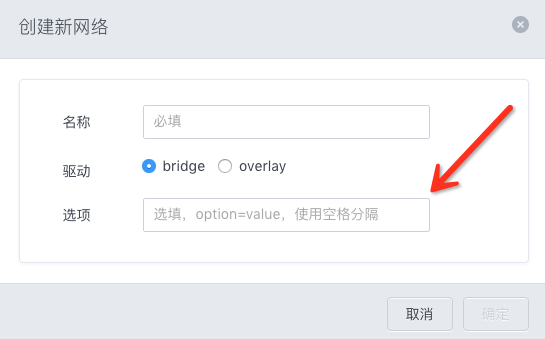 创建新网络
名称 必填
驱动 bridge overlay
选项 选填，option=value，使用空格分隔
取消 确定